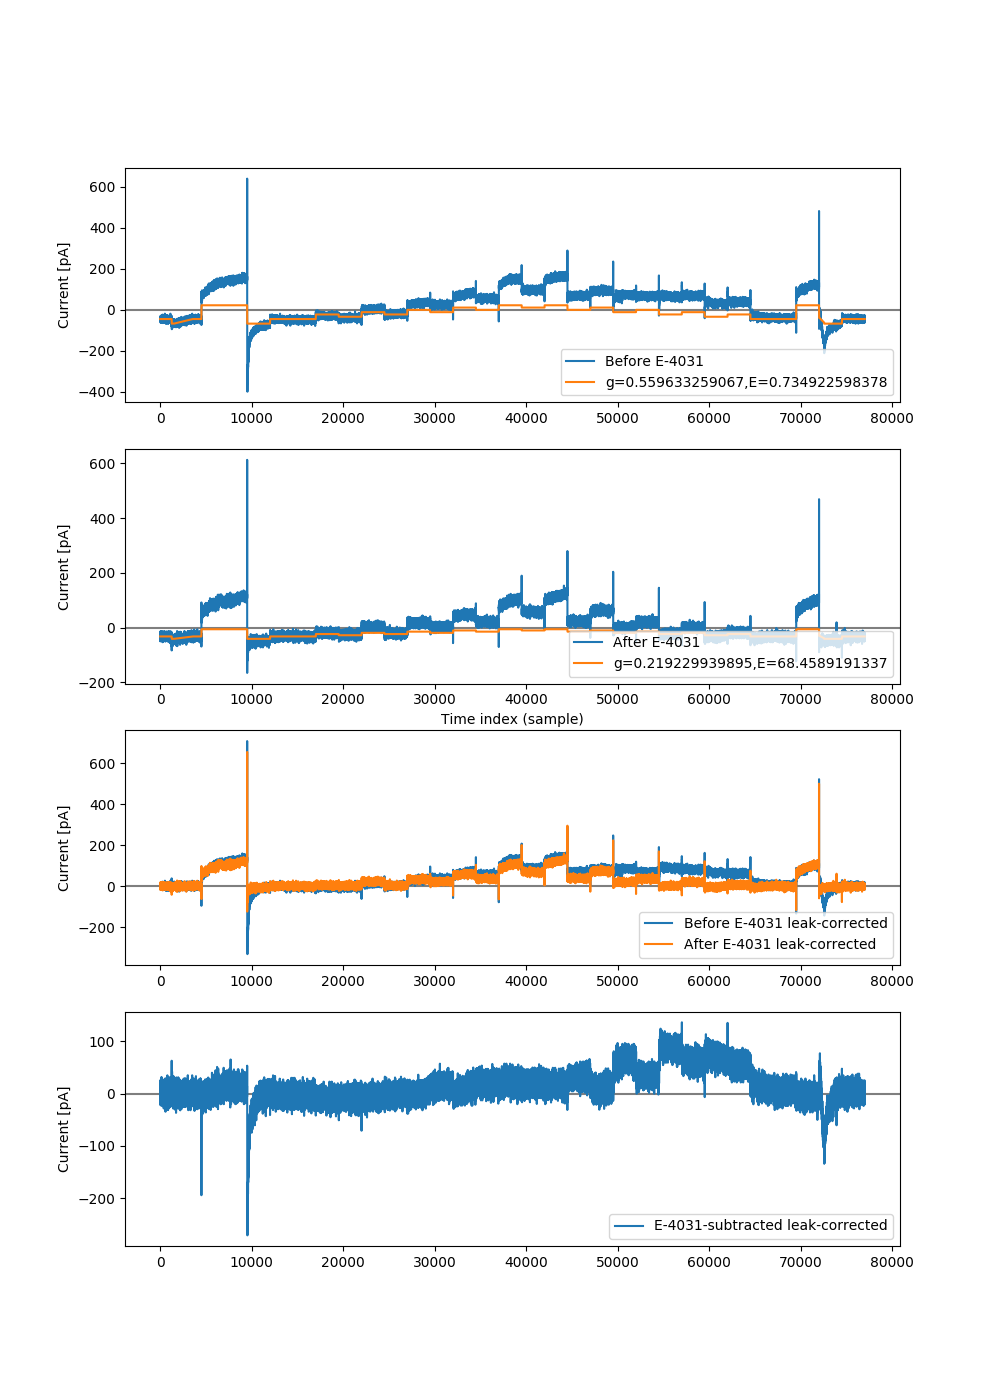 600
400
200
0
−200
−400
Current [pA]
Before E-4031
g=0.559633259067,E=0.734922598378
0 10000 20000 30000 40000 50000 60000 70000 80000
600
400
200
0
−200
Current [pA]
After E-4031
g=0.219229939895,E=68.4589191337
0 10000 20000 30000 40000 50000 60000 70000 80000
Time index (sample)
600
400
200
0
−200
Current [pA]
Before E-4031 leak-corrected
After E-4031 leak-corrected
0 10000 20000 30000 40000 50000 60000 70000 80000
100
0
−100
−200
Current [pA]
E-4031-subtracted leak-corrected
0 10000 20000 30000 40000 50000 60000 70000 80000